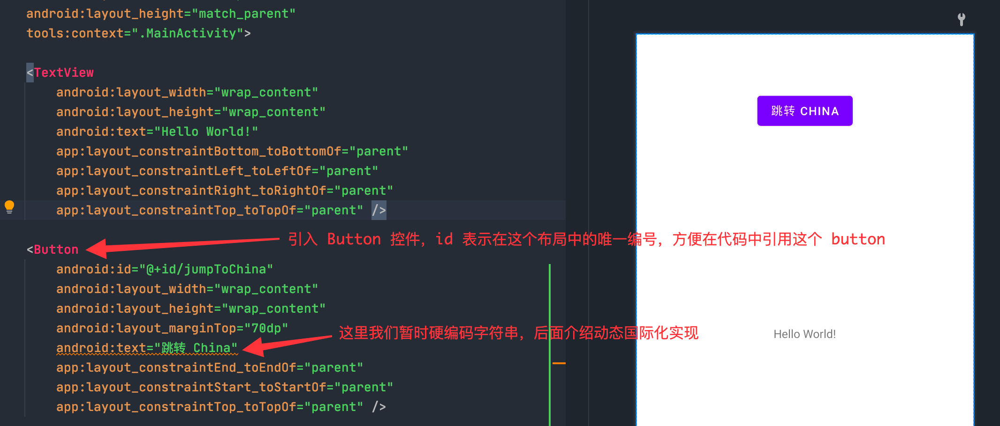 android:layout_height="match_parent"
tools:context=".MainActivity">
<TextView
android:layout_width="wrap_content"
android:layout_height="wrap_content"
android:text="Hello World!"
app:layout_constraintBottom_toBottomOf="parent"
app:layout_constraintLeft_toLeftOf="parent"
app:layout_constraintRight_toRightOf="parent"
app:layout_constraintTop_toTopOf="parent" />
<Button
引入 Button 控件，id 表示在这个布局中的唯一编号，方便在代码中引用这个 button
android:id="@+id/jumpToChina"
android:layout_width="wrap_content"
android:layout_height="wrap_content"
android:layout_marginTop="70dp"
这里我们暂时硬编码字符串，后面介绍动态国际化实现
android:text="跳转 China"
app:layout_constraintEnd_toEndOf="parent"
app:layout_constraintStart_toStartOf="parent"
app:layout_constraintTop_toTopOf="parent" />
跳转 CHINA
Hello World!